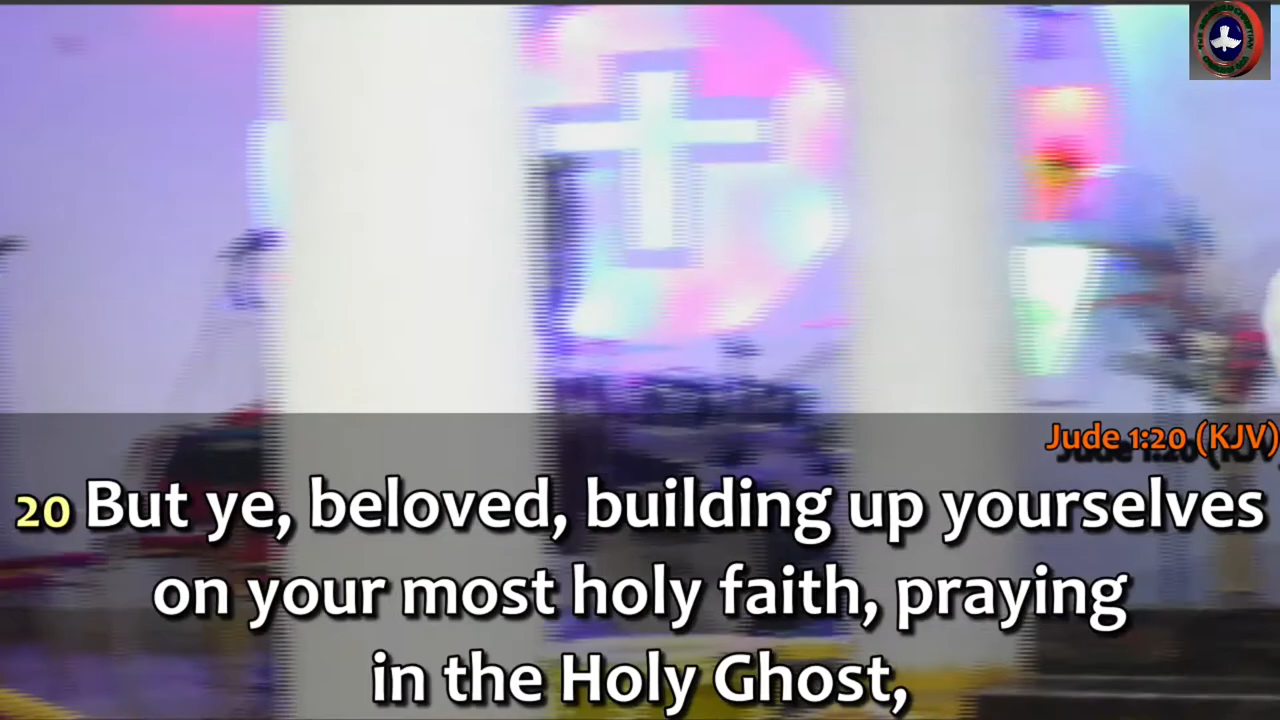 Jude 1:20 (KJV)
20 But ye, beloved, building up yourselves
on your most holy faith, praying
in the Holy Ghost,